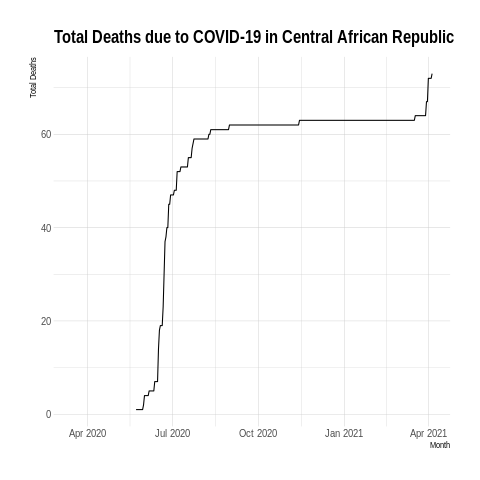 Total Deaths due to COVID-19 in Central African Republic
Total Deaths
60
40
20
0
Apr 2020 Jul 2020 Oct 2020 Jan 2021 Apr 2021
Month